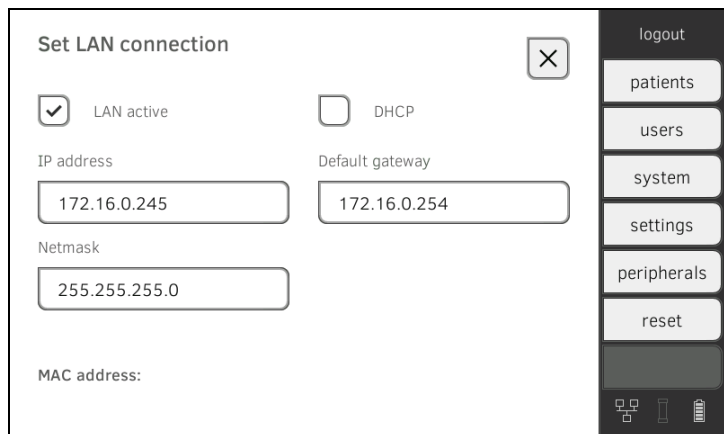 Set LAN connection
LAN active
DHCP
IP address
Default gateway
172.16.0.245
172.16.0.254
Netmask
255.255.255.0
MAC address:
logout
patients
users
system
settings
peripherals
reset